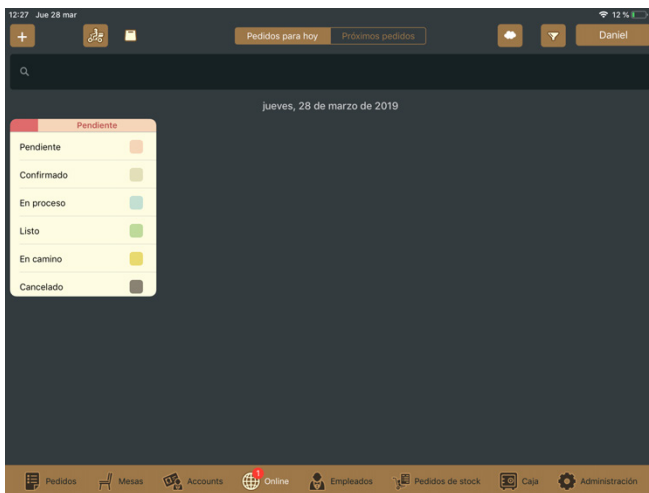 12:27 Jue 28 mar 12 %
Pedidos para hoy Próximos pedidos Daniel
jueves, 28 de marzo de 2019
Pendiente
Pendiente
Confirmado
En proceso
Listo
En camino
Cancelado
1
Pedidos Mesas Accounts Online Empleados Pedidos de stock Caja Administración